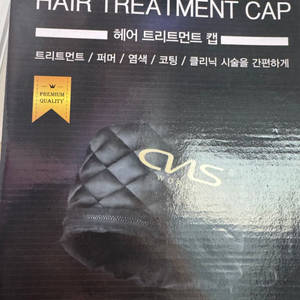 HAIR TREATMENT CAP
헤어 트리트먼트 캡
트리트먼트 / 퍼머 / 염색 / 코팅 / 클리닉 시술을 간편하게
PREMIUM
QUALITY
CNS